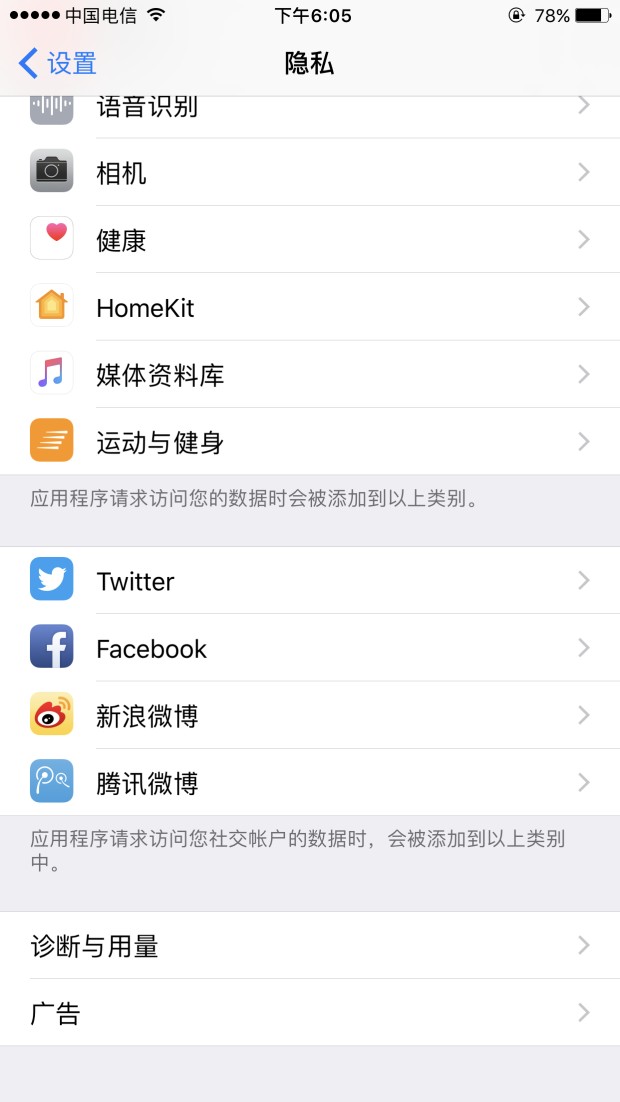 中国电信
下午6:05
78%
设置
隐私
语音识别
相机
健康
HomeKit
媒体资料库
运动与健身
应用程序请求访问您的数据时会被添加到以上类别。
Twitter
Facebook
新浪微博
腾讯微博
应用程序请求访问您社交帐户的数据时，会被添加到以上类别
中。
诊断与用量
广告